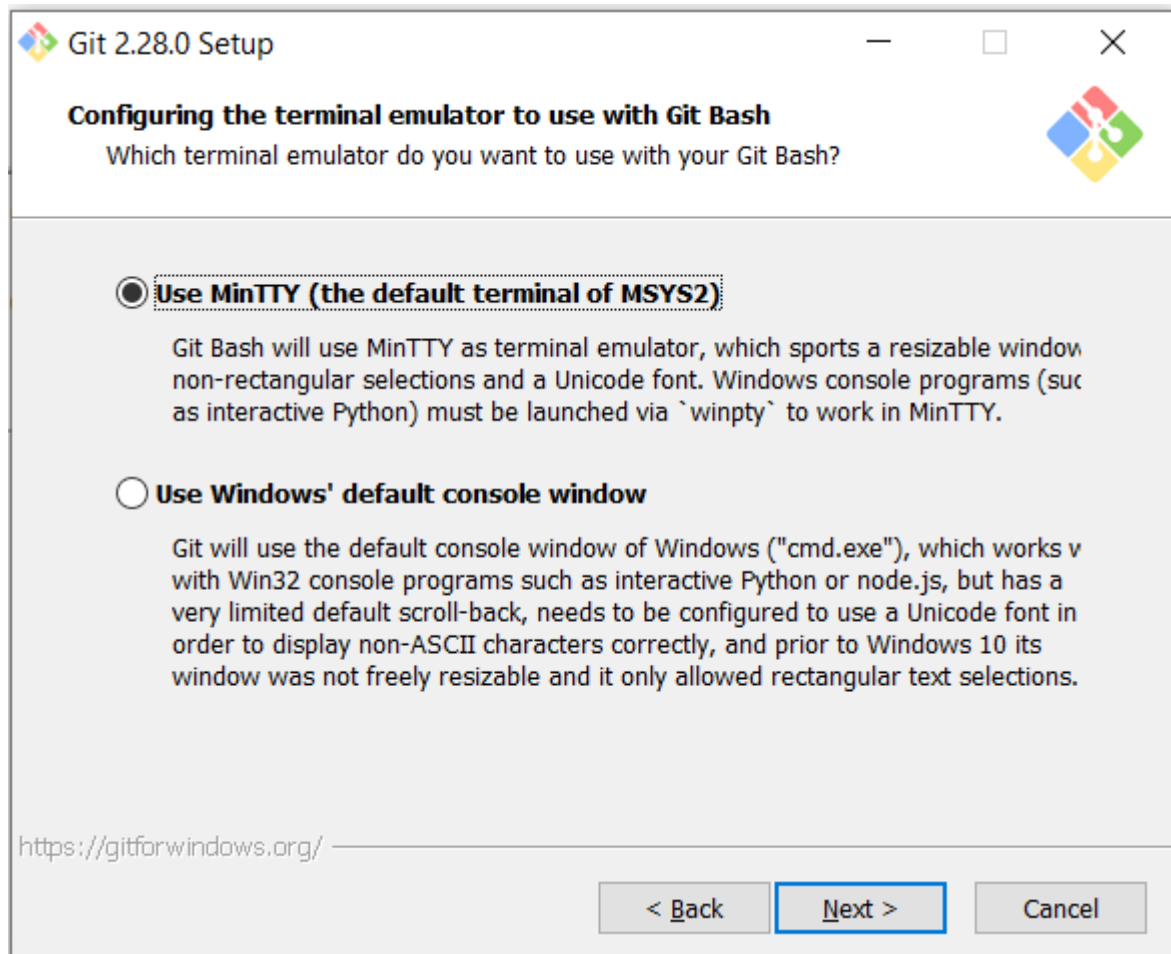 Git 2.28.0 Setup
Configuring the terminal emulator to use with Git Bash
Which terminal emulator do you want to use with your Git Bash?
Use MinTTY (the default terminal of MSYS2)
Git Bash will use MinTTY as terminal emulator, which sports a resizable window
non-rectangular selections and a Unicode font. Windows console programs (suc
as interactive Python) must be launched via `winpty` to work in MinTTY.
Use Windows' default console window
Git will use the default console window of Windows ("cmd.exe"), which works
with Win32 console programs such as interactive Python or node.js, but has a
very limited default scroll-back, needs to be configured to use a Unicode font in
order to display non-ASCII characters correctly, and prior to Windows 10 its
window was not freely resizable and it only allowed rectangular text selections.
https://gitforwindows.org/
< Back
Next >
Cancel